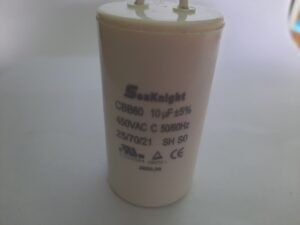 SeaKnight
CBB60 10μF±5%
450VAC C 50/60Hz
25/70/21 SH S0